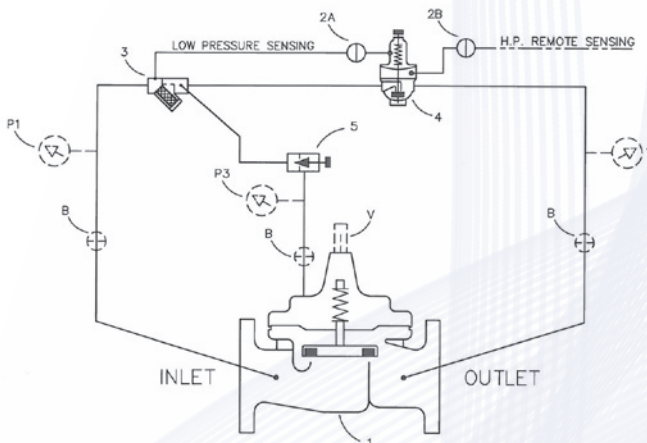 2A
2B
LOW PRESSURE SENSING
H.P. REMOTE SENSING
3
4
P1
5
P3
B
B
V
B
INLET
OUTLET
1